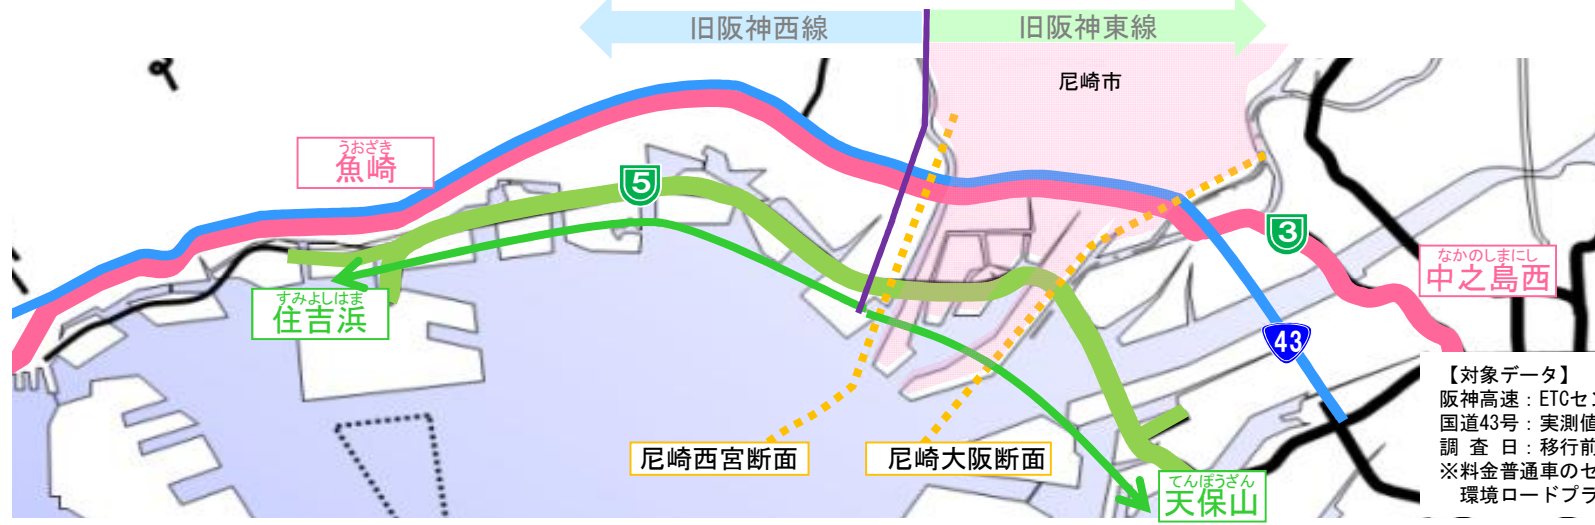 旧阪神西線
旧阪神東線
尼崎市
うおざき
魚崎
5
3
なかのしまにし
中之島西
すみよしはま
住吉浜
43
【対象データ】
阪神高速：ETCセ
国道43号：実測値
調 査 日：移行前
※料金普通車のセ
環境ロードプラ
尼崎西宮断面
尼崎大阪断面
てんぽうざん
天保山